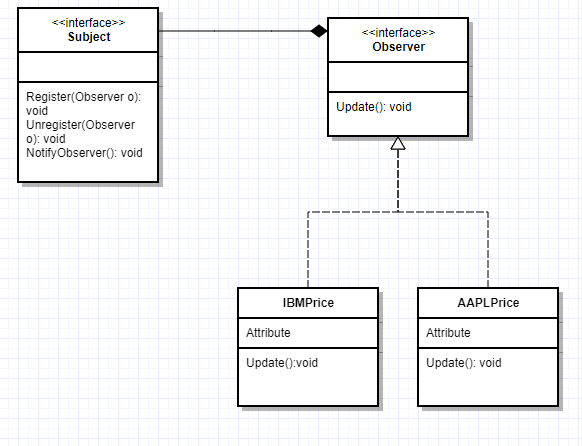 <<interface>>
Subject
Register(Observer o):
void
Unregister(Observer
o): void
NotifyObserver(): void
<<interface>>
Observer
Update(): void
IBMPrice
Attribute
Update():void
AAPLPrice
Attribute
Update(): void